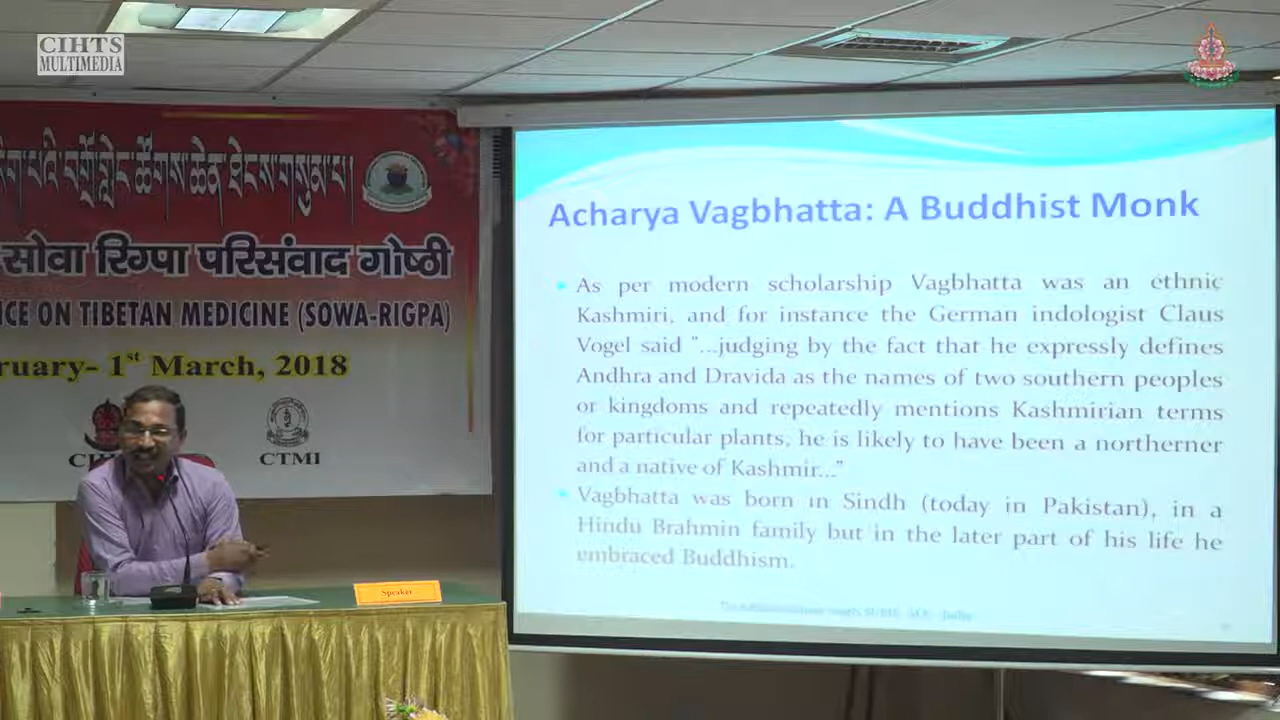 CIHTS
MULTIMEDIA
सोवा रिग्पा परिसंवाद गोष्ठी
CE ON TIBETAN MEDICINE (SOWA-RIGPA)
ruary- 1st March, 2018
CTMI
Speaker
Acharya Vagbhatta: A Buddhist Monk
As per modern scholarship Vagbhatta was an ethnic
Kashmiri, and for instance the German indologist Claus
Vogel said "...judging by the fact that he expressly defines
Andhra and Dravida as the names of two southern peoples
or kingdoms and repeatedly mentions Kashmirian terms
for particular plants, he is likely to have been a northerner
and a native of Kashmir..."
Vagbhatta was born in Sindh (today in Pakistan), in a
Hindu Brahmin family but in the later part of his life he
embraced Buddhism.